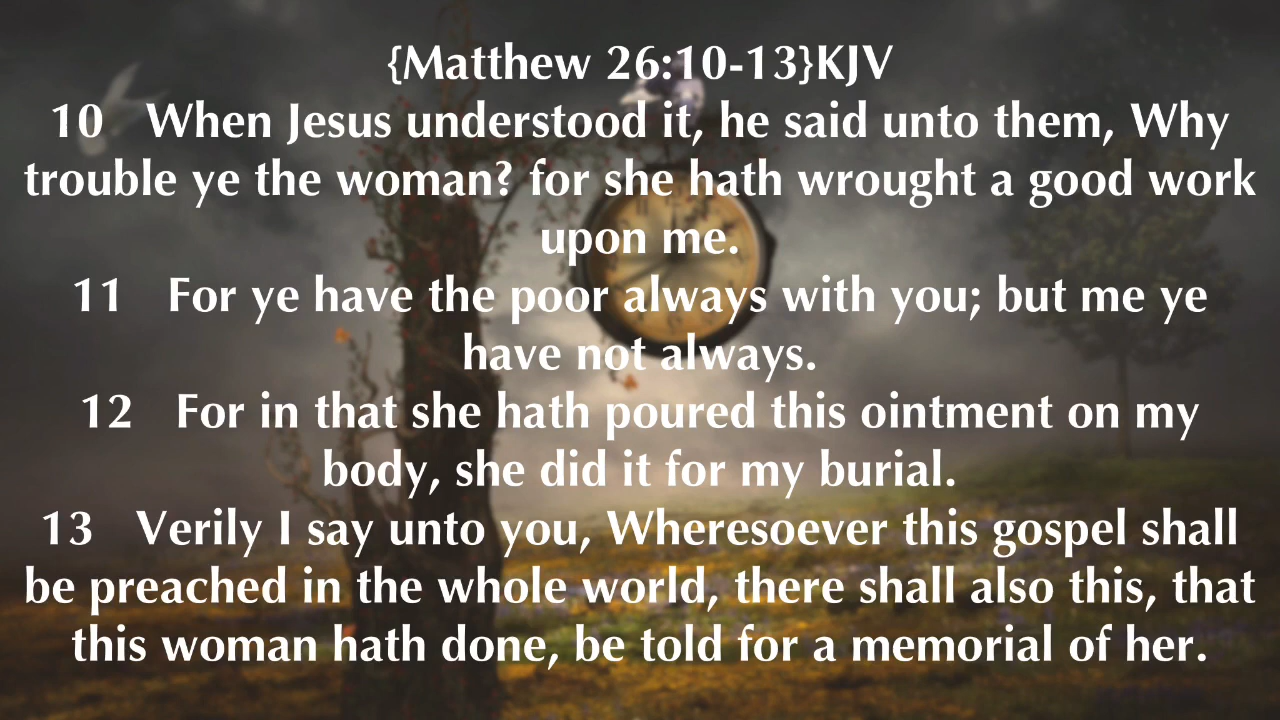 {Matthew 26:10-13}KJV
10 When Jesus understood it, he said unto them, Why
trouble ye the woman? for she hath wrought a good work
upon me.
11 For ye have the poor always with you; but me ye
have not always.
12 For in that she hath poured this ointment on my
body, she did it for my burial.
13 Verily I say unto you, Wheresoever this gospel shall
be preached in the whole world, there shall also this, that
this woman hath done, be told for a memorial of her.